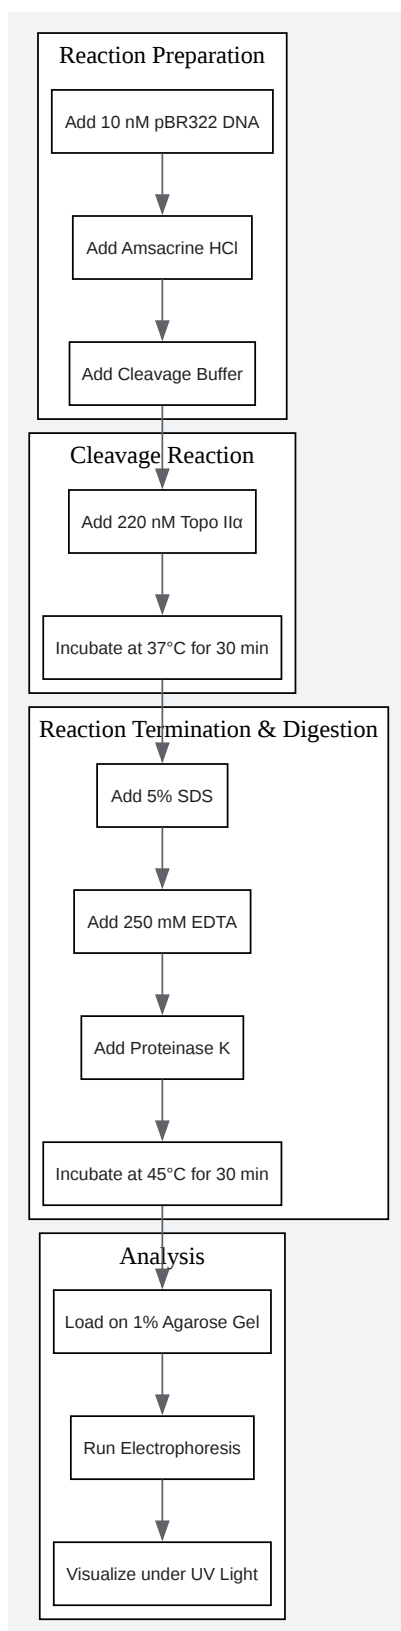 Reaction Preparation
Add 10 nM pBR322 DNA
Add Amsacrine HCl
Add Cleavage Buffer
Cleavage Reaction
Add 220 nM Topo IIα
Incubate at 37°C for 30 min
Reaction Termination & Digestion
Add 5% SDS
Add 250 mM EDTA
Add Proteinase K
Incubate at 45°C for 30 min
Analysis
Load on 1% Agarose Gel
Run Electrophoresis
Visualize under UV Light